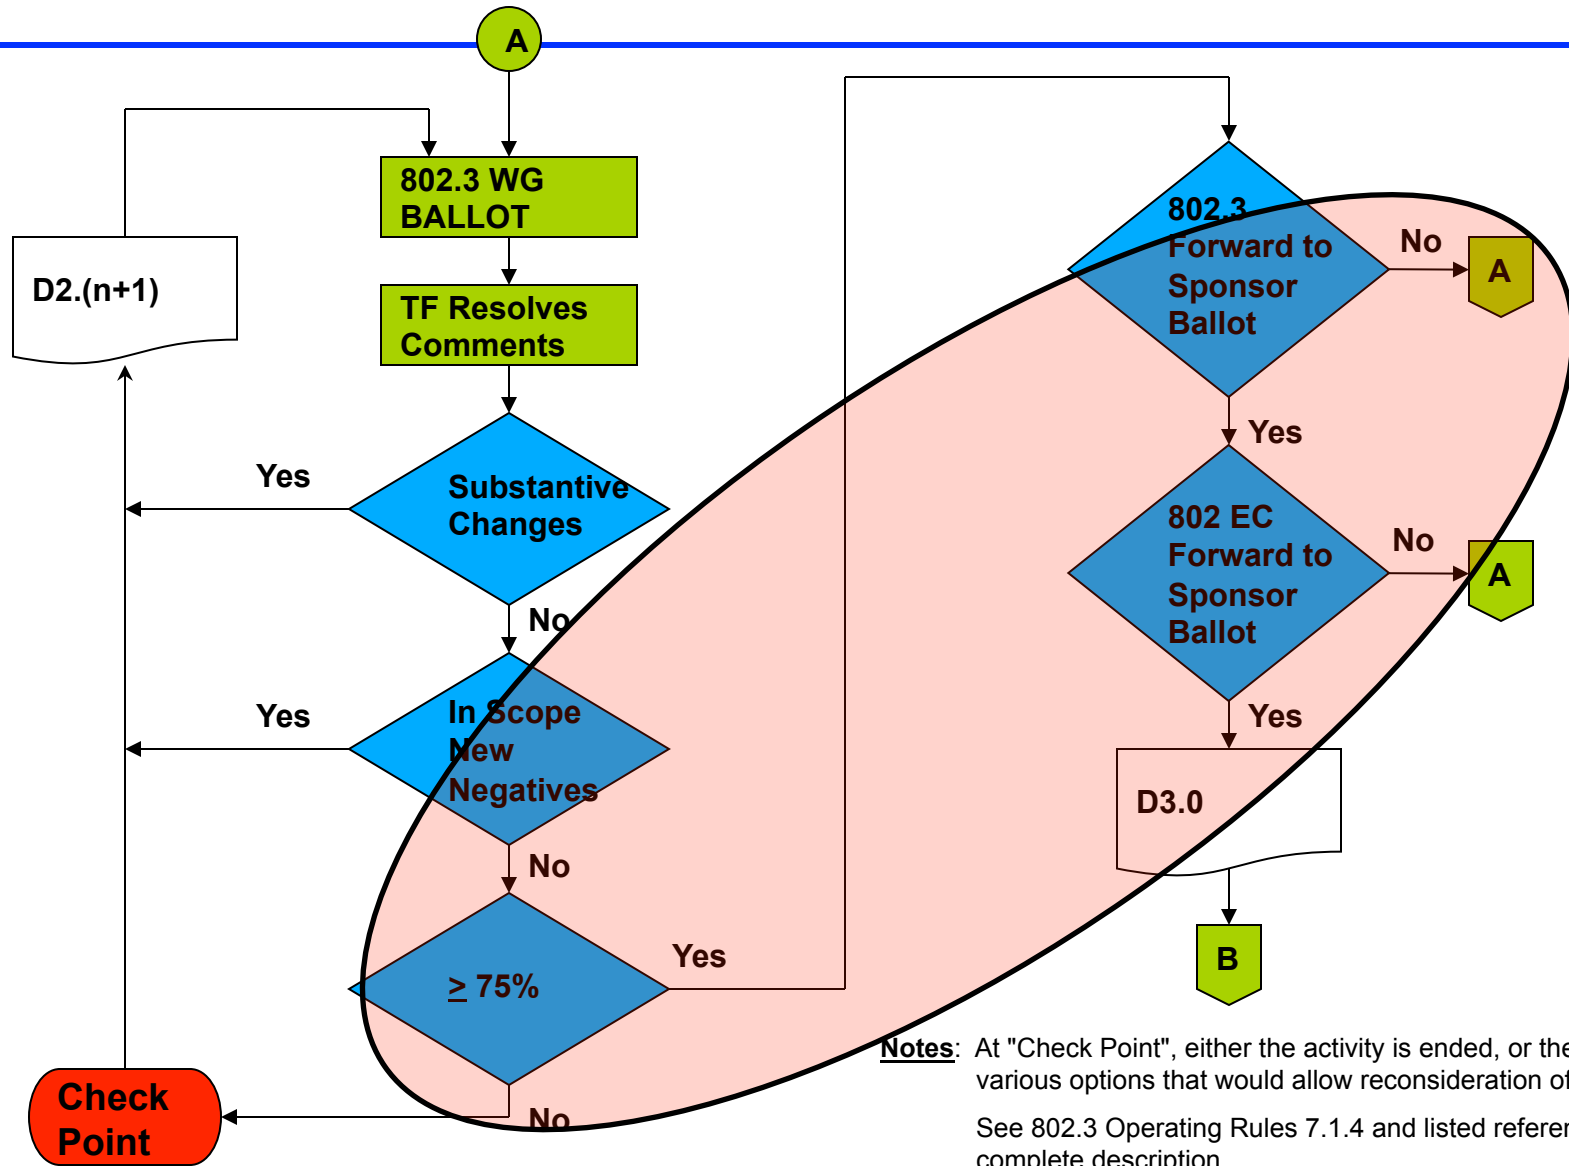 A
802.3 WG
BALLOT
D2.(n+1)
TF Resolves
Comments
Yes
Substantive
Changes
No
Yes
In Scope
New
Negatives
No
≥ 75%
Yes
No
Check
Point
802.3
Forward to
Sponsor
Ballot
No
A
Yes
802 EC
Forward to
Sponsor
Ballot
No
A
Yes
D3.0
B
Notes: At "Check Point", either the activity is ended, or the
various options that would allow reconsideration of
See 802.3 Operating Rules 7.1.4 and listed referen
complete description